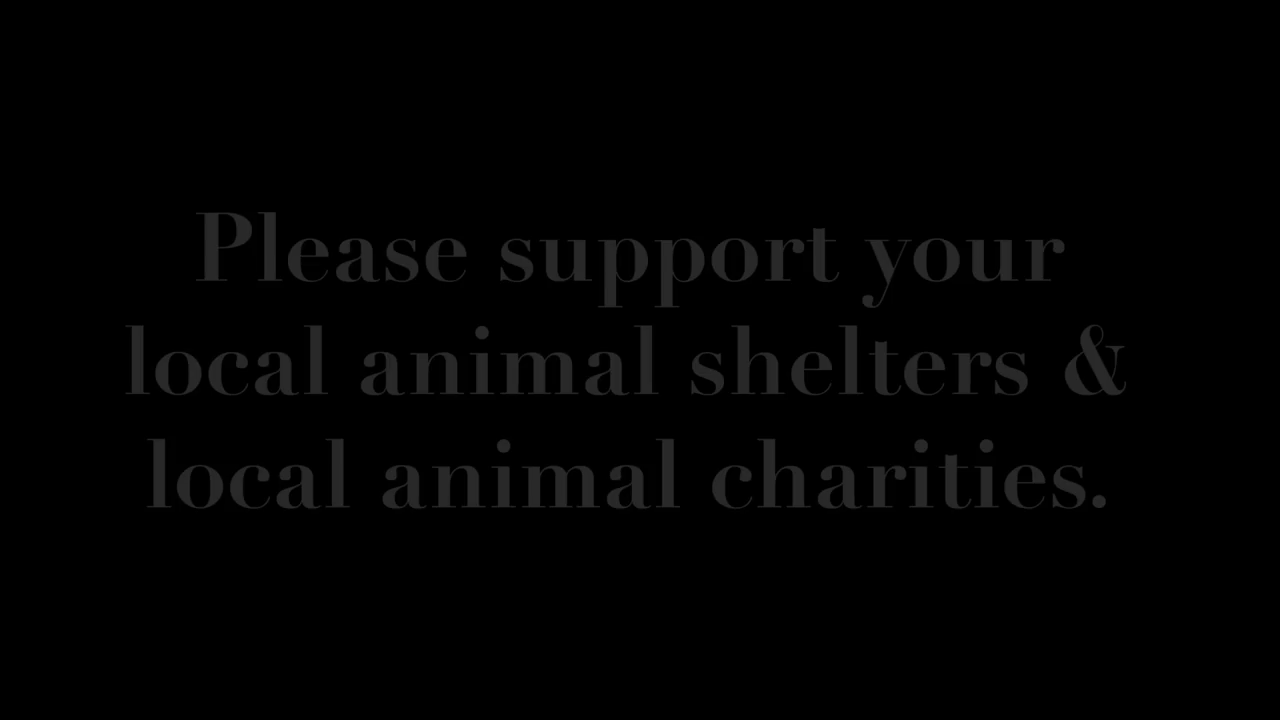 Please support your
local animal shelters &
local animal charities.